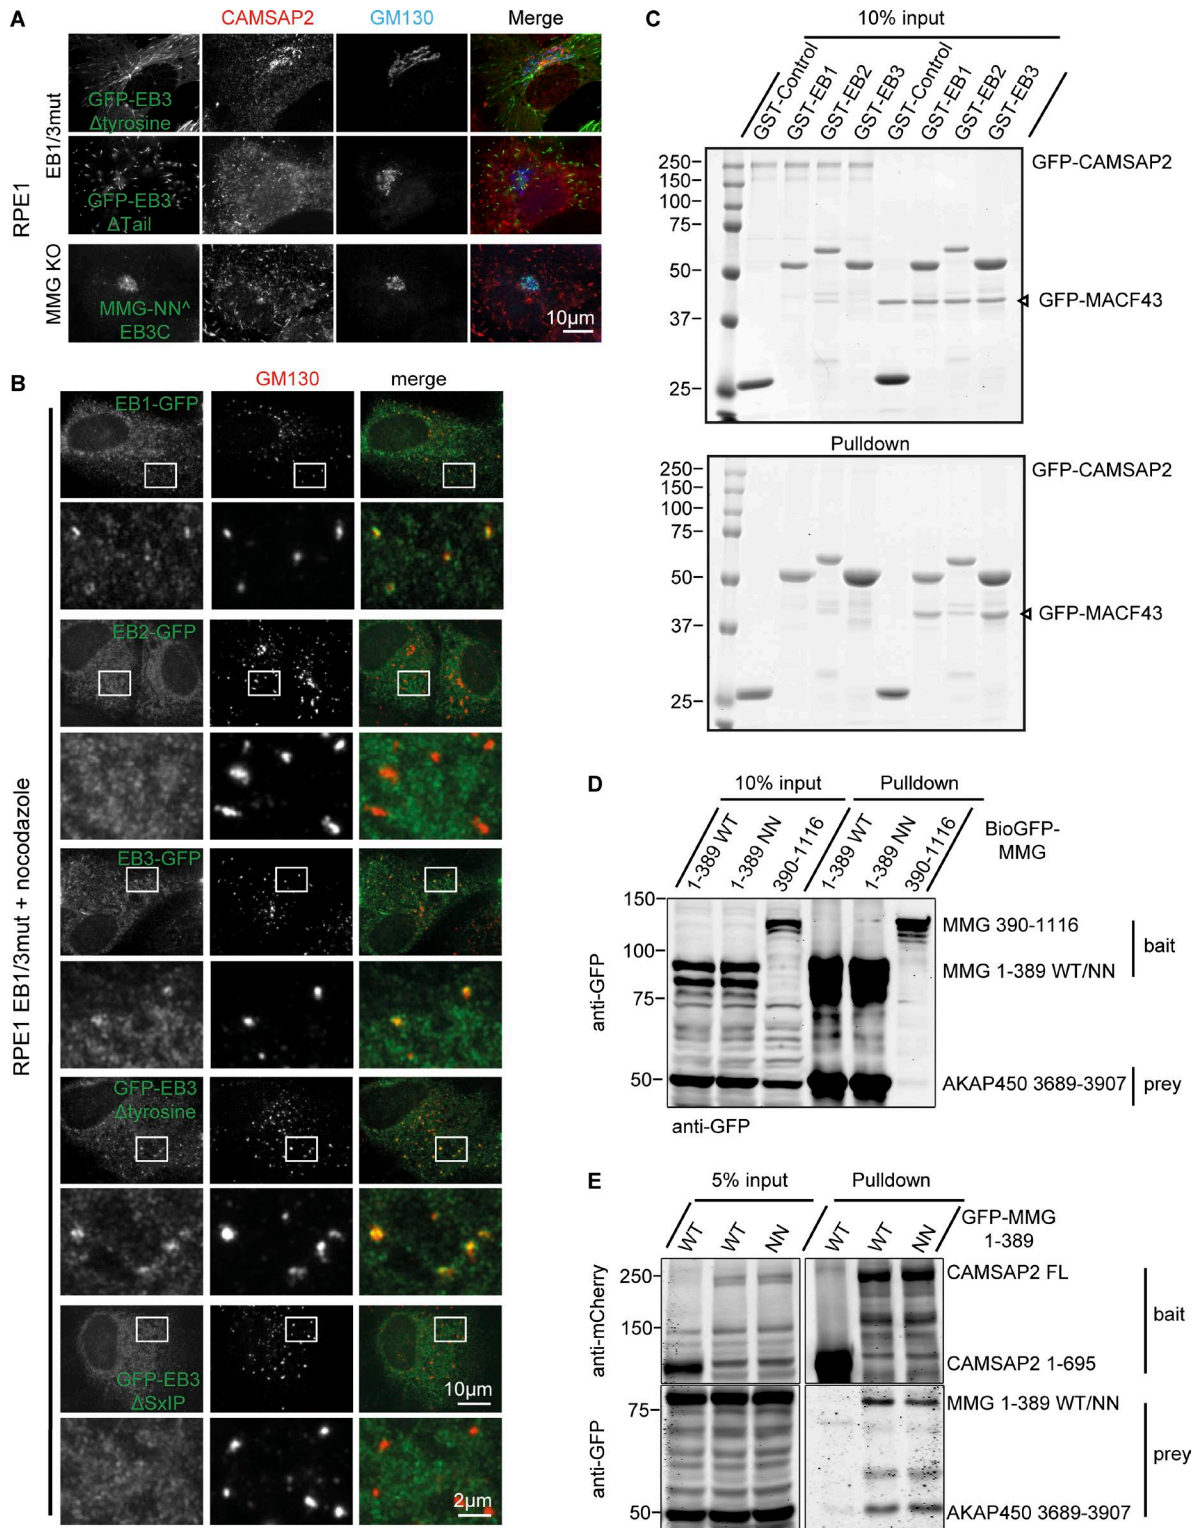 A
CAMSAP2
GM130
Merge
RPE1
EB1/3mut
GFP-EB3
Δtyrosine
GFP-EB3
ΔTail
MMG KO
MMG-NN^
EB3C
10µm
B
GM130
merge
RPE1 EB1/3mut + nocodazole
EB1-GFP
EB2-GFP
EB3-GFP
GFP-EB3
Δtyrosine
GFP-EB3
ΔSxIP
10µm
2µm
C
10% input
GST-Control
GST-EB1
GST-EB2
GST-EB3
GST-Control
GST-EB1
GST-EB2
GST-EB3
250
150
100
75
50
37
25
GFP-CAMSAP2
GFP-MACF43
Pulldown
250
150
100
75
50
37
25
GFP-CAMSAP2
GFP-MACF43
D
10% input
Pulldown
1-389 WT
1-389 NN
390-1116
1-389 WT
1-389 NN
390-1116
BioGFP-
MMG
anti-GFP
150
100
75
50
MMG 390-1116
MMG 1-389 WT/NN
bait
AKAP450 3689-3907
prey
anti-GFP
E
5% input
Pulldown
WT
WT
NN
WT
WT
NN
GFP-MMG
1-389
anti-mCherry
250
150
CAMSAP2 FL
CAMSAP2 1-695
bait
anti-GFP
75
50
MMG 1-389 WT/NN
AKAP450 3689-3907
prey